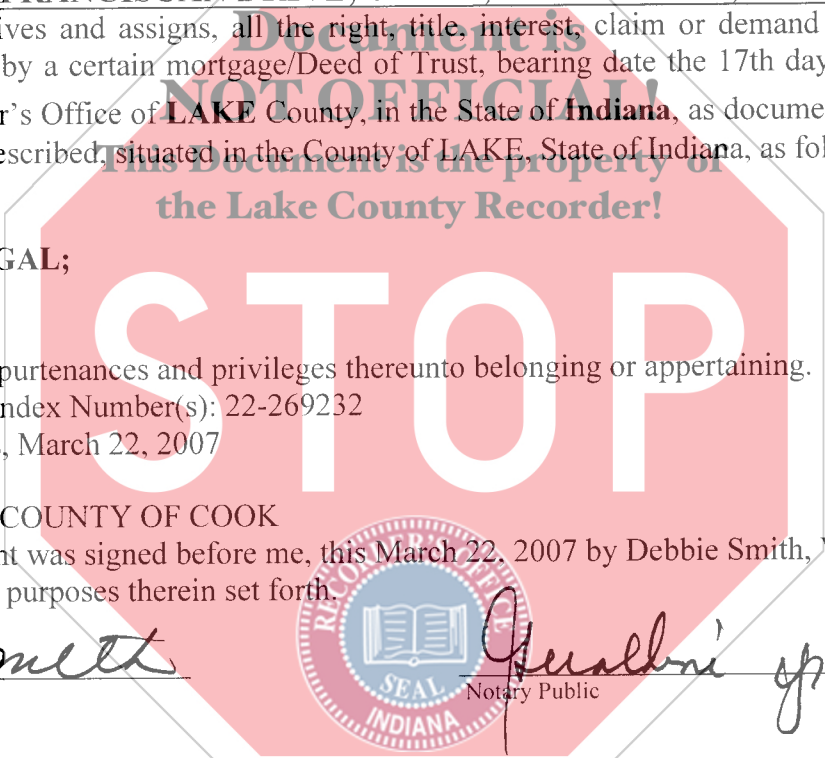 ives and assigns, all the right, title, interest, claim or demand
Document is
by a certain mortgage/Deed of Trust, bearing date the 17th day
NOT OFFICIAL!
r's Office of LAKE County, in the State of Indiana, as docume
escribed, situated in the County of LAKE, State of Indiana, as fol
This Document is the property of
the Lake County Recorder!
GAL;
STOP
purtenances and privileges thereunto belonging or appertaining.
ndex Number(s): 22-269232
, March 22, 2007
COUNTY OF COOK
nt was signed before me, this March 22, 2007 by Debbie Smith, V
purposes therein set forth.
RECORDER'S OFFICE
SEAL
INDIANA
Notary Public